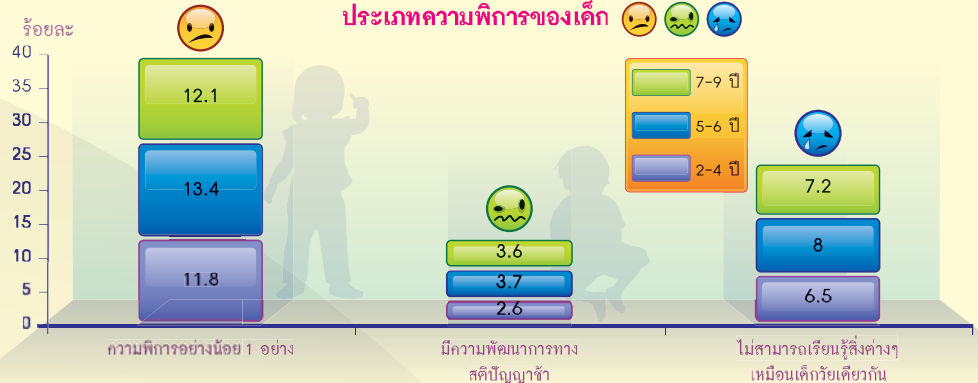 ประเภทความพิการของเด็ก
ร้อยละ
40
35
30
25
20
15
10
5
0
12.1
13.4
11.8
3.6
3.7
2.6
7.2
8
6.5
7-9 ปี
5-6 ปี
2-4 ปี
ความพิการอย่างน้อย 1 อย่าง
มีความพัฒนาการทาง
สติปัญญาช้า
ไม่สามารถเรียนรู้สิ่งต่างๆ
เหมือนเด็กวัยเดียวกัน